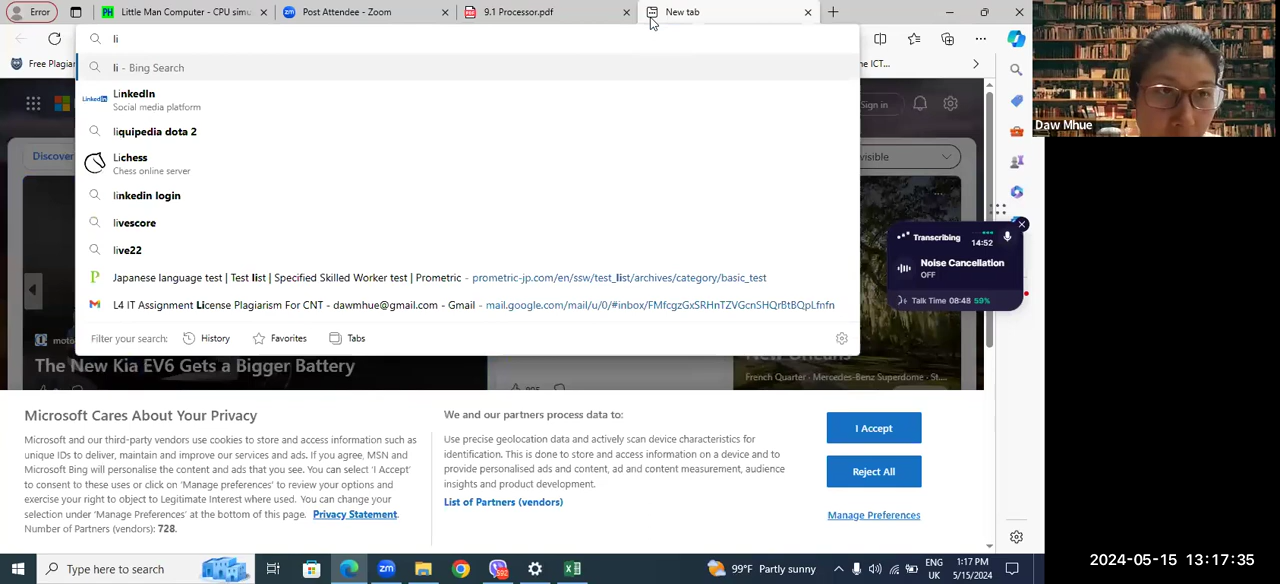 Error
Little Man Computer - CPU simu
Post Attendee - Zoom
9.1 Processor.pdf
New tab
li
Free Plagiar
ne ICT...
li - Bing Search
LinkedIn
LinkedIn
Social media platform
liquipedia dota 2
Lichess
Chess online server
linkedin login
livescore
live22
Japanese language test | Test list | Specified Skilled Worker test | Prometric - prometric-jp.com/en/ssw/test_list/archives/category/basic_test
L4 IT Assignment License Plagiarism For CNT - dawmhue@gmail.com - Gmail - mail.google.com/mail/u/0/#inbox/FMfcgzGxSRHnTZVGcnSHQrBtBQpLfnfn
Filter your search:
History
Favorites
Tabs
Sign in
Discover
visible
Daw Mhue
Transcribing
14:52
Noise Cancellation
OFF
Talk Time 08:48 59%
The New Kia EV6 Gets a Bigger Battery
French Quarter - Mercedes-Benz Superdome - St....
Microsoft Cares About Your Privacy
Microsoft and our third-party vendors use cookies to store and access information such as
unique IDs to deliver, maintain and improve our services and ads. If you agree, MSN and
Microsoft Bing will personalise the content and ads that you see. You can select 'I Accept'
to consent to these uses or click on 'Manage preferences' to review your options and
exercise your right to object to Legitimate Interest where used. You can change your
selection under 'Manage Preferences' at the bottom of this page. Privacy Statement.
Number of Partners (vendors): 728.
We and our partners process data to:
Use precise geolocation data and actively scan device characteristics for
identification. This is done to store and access information on a device and to
provide personalised ads and content, ad and content measurement, audience
insights and product development.
List of Partners (vendors)
I Accept
Reject All
Manage Preferences
Type here to search
zm
592
99°F Partly sunny
ENG
UK
1:17 PM
5/15/2024
2024-05-15 13:17:35